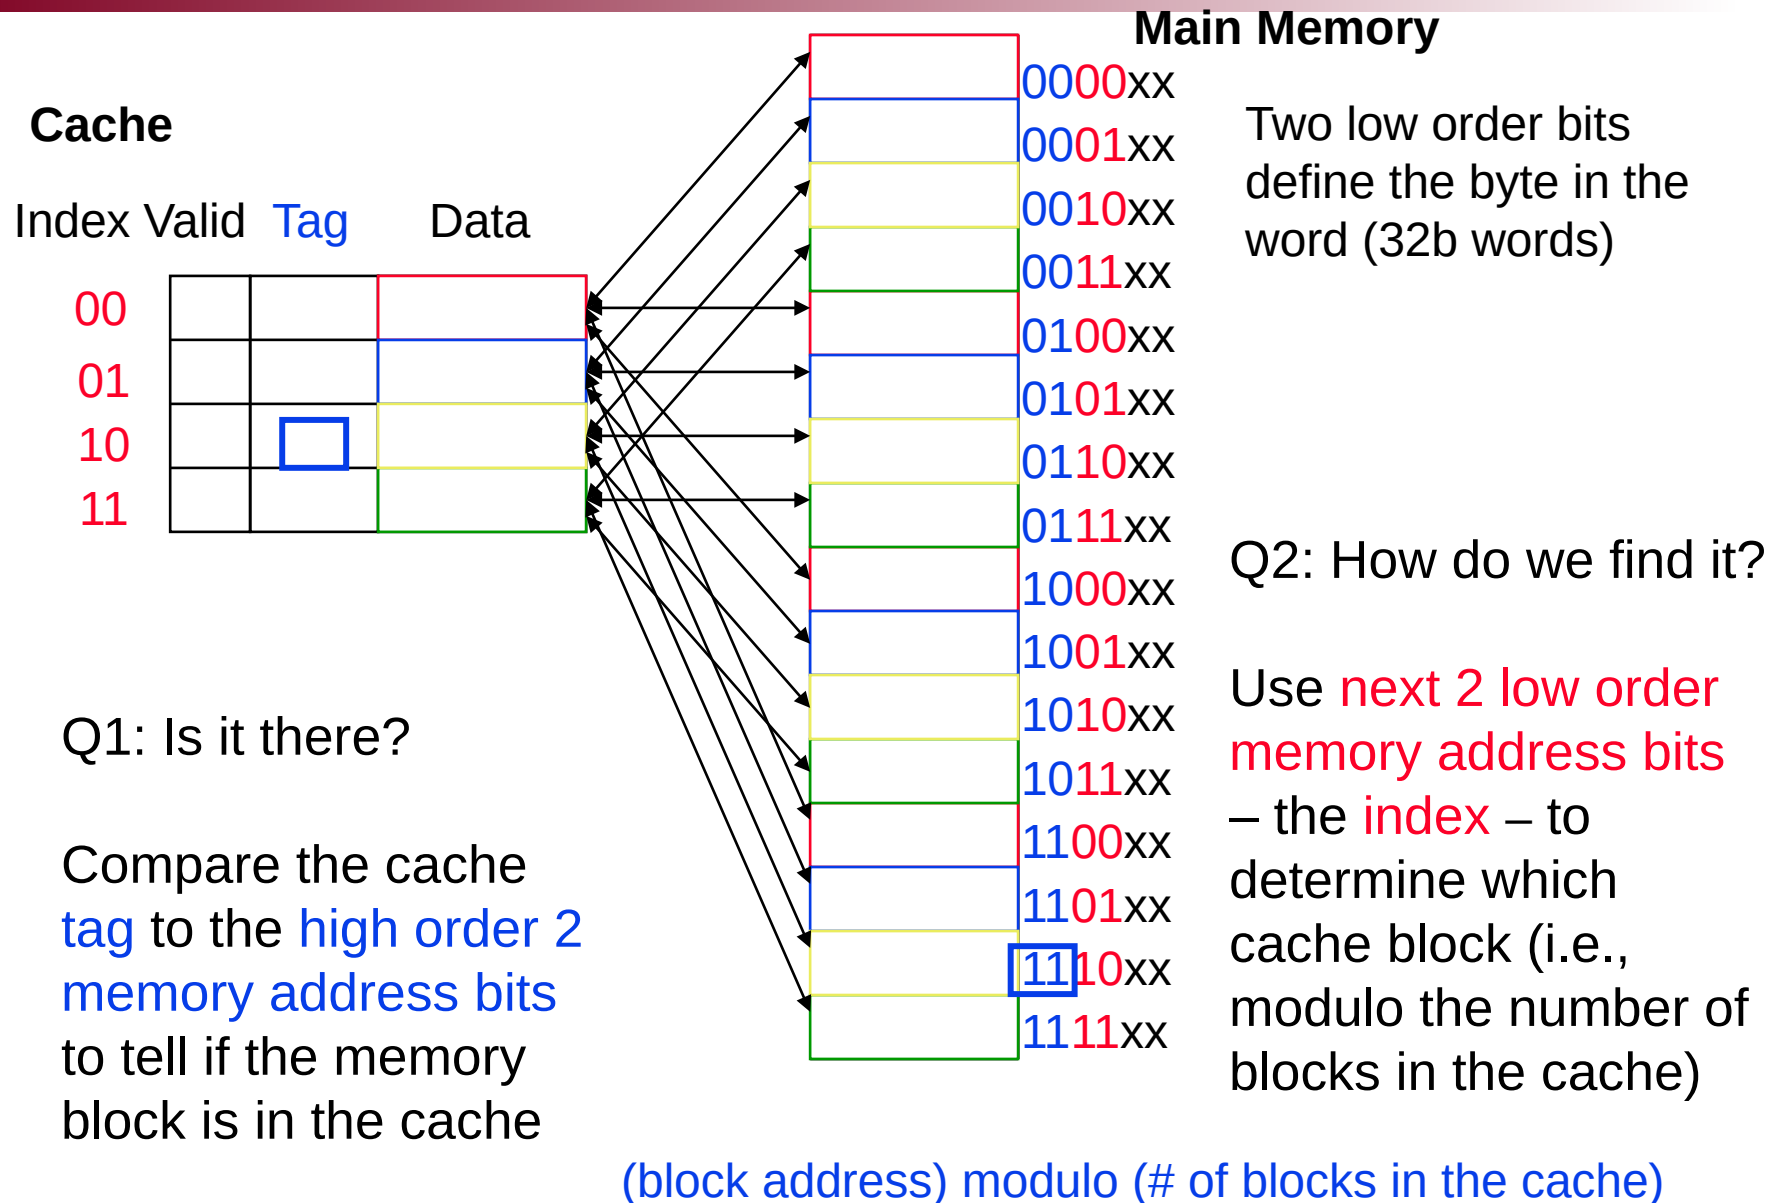 Main Memory
Cache
Index Valid Tag Data
00
01
10
11
0000xx
0001xx
0010xx
0011xx
0100xx
0101xx
0110xx
0111xx
1000xx
1001xx
1010xx
1011xx
1100xx
1101xx
1110xx
1111xx
Two low order bits
define the byte in the
word (32b words)
Q1: Is it there?
Compare the cache
tag to the high order 2
memory address bits
to tell if the memory
block is in the cache
Q2: How do we find it?
Use next 2 low order
memory address bits
– the index – to
determine which
cache block (i.e.,
modulo the number of
blocks in the cache)
(block address) modulo (# of blocks in the cache)